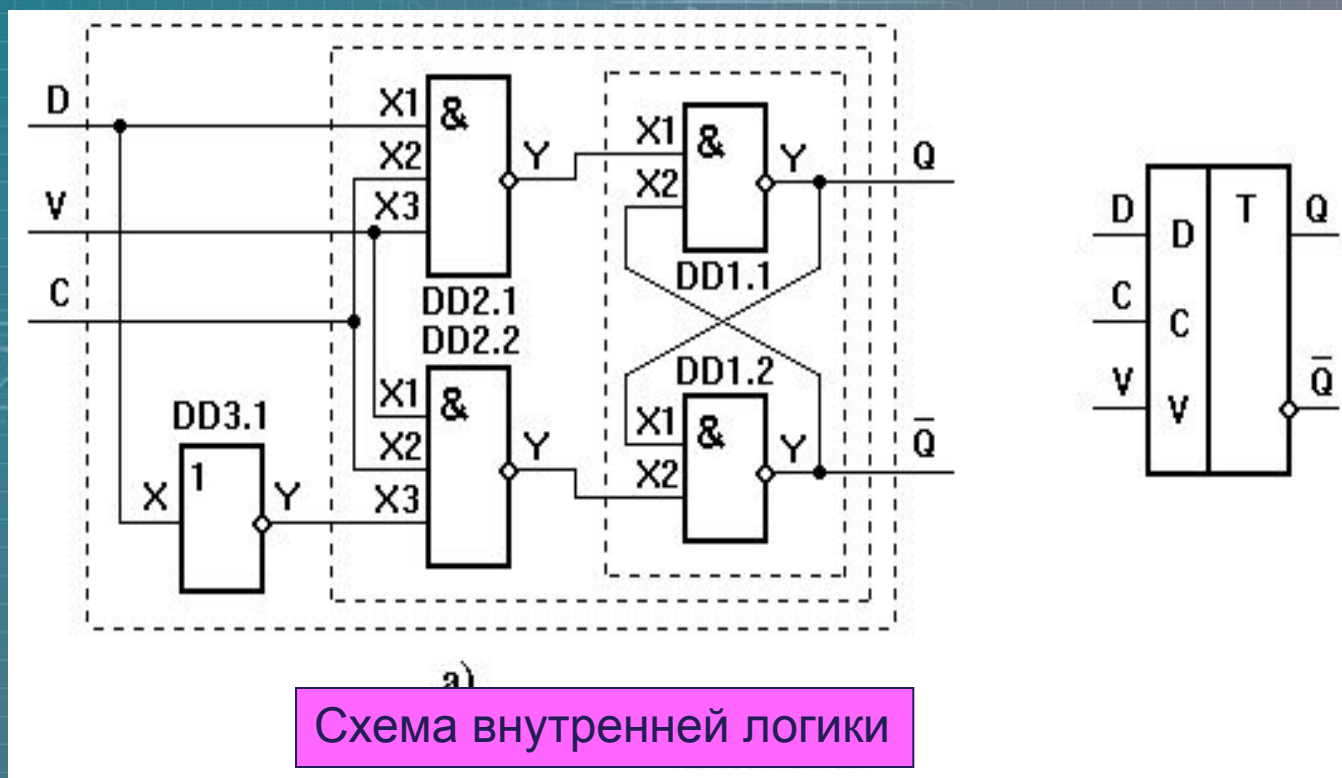 D
V
C
X1
X2
X3
&
Y
DD2.1
DD2.2
X1
X2
X3
&
Y
DD3.1
X
1
Y
X1
X2
&
Y
DD1.1
DD1.2
X1
X2
&
Y
Q
Q̅
D
C
V
D
C
V
T
Q
Q̅
а)
Схема внутренней логики